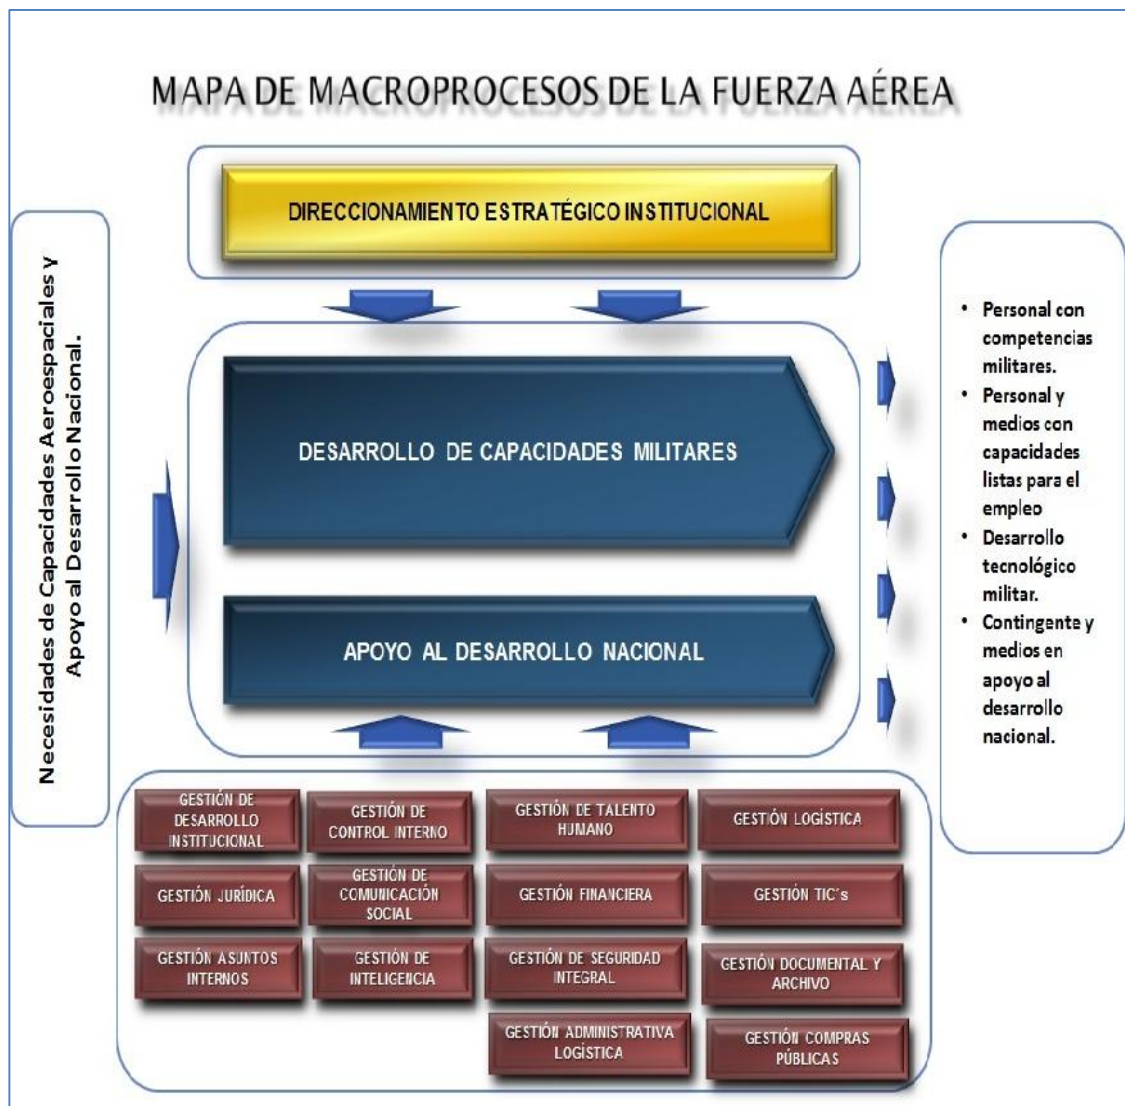 MAPA DE MACROPROCESOS DE LA FUERZA AÉREA
DIRECCIONAMIENTO ESTRATÉGICO INSTITUCIONAL
Necesidades de Capacidades Aeroespaciales y
Apoyo al Desarrollo Nacional.
DESARROLLO DE CAPACIDADES MILITARES
APOYO AL DESARROLLO NACIONAL
• Personal con
competencias
militares.
• Personal y
medios con
capacidades
listas para el
empleo
• Desarrollo
tecnológico
militar.
• Contingente y
medios en
apoyo al
desarrollo
nacional.
GESTIÓN DE
DESARROLLO
INSTITUCIONAL
GESTIÓN DE
CONTROL INTERNO
GESTIÓN DE TALENTO
HUMANO
GESTIÓN LOGÍSTICA
GESTIÓN JURÍDICA
GESTIÓN DE
COMUNICACIÓN
SOCIAL
GESTIÓN FINANCIERA
GESTIÓN TIC´s
GESTIÓN ASUNTOS
INTERNOS
GESTIÓN DE
INTELIGENCIA
GESTIÓN DE SEGURIDAD
INTEGRAL
GESTIÓN DOCUMENTAL Y
ARCHIVO
GESTIÓN ADMINISTRATIVA
LOGÍSTICA
GESTIÓN COMPRAS
PÚBLICAS